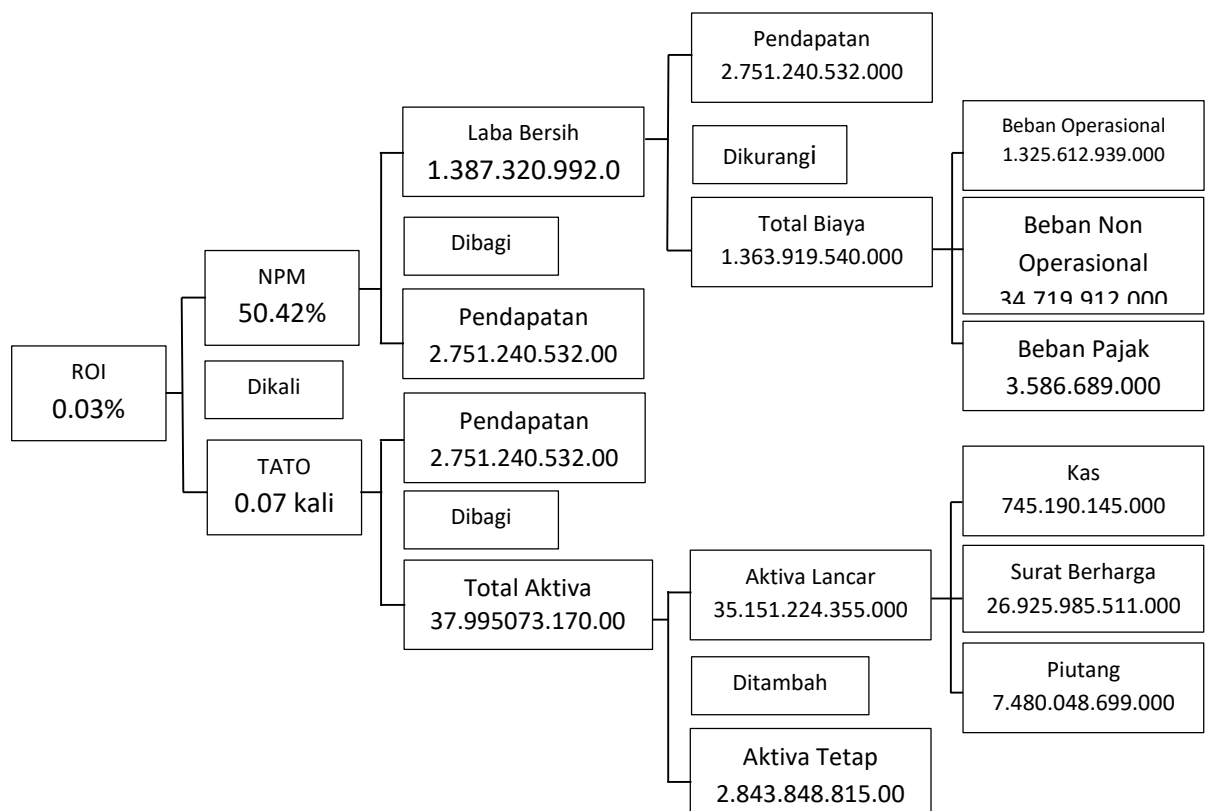 ROI
0.03%
NPM
50.42%
Dikali
TATO
0.07 kali
Laba Bersih
1.387.320.992.0
Dibagi
Pendapatan
2.751.240.532.00
Pendapatan
2.751.240.532.00
Dibagi
Total Aktiva
37.995073.170.00
Pendapatan
2.751.240.532.000
Dikurangi
Total Biaya
1.363.919.540.000
Aktiva Lancar
35.151.224.355.000
Ditambah
Aktiva Tetap
2.843.848.815.00
Beban Operasional
1.325.612.939.000
Beban Non
Operasional
34.719.912.000
Beban Pajak
3.586.689.000
Kas
745.190.145.000
Surat Berharga
26.925.985.511.000
Piutang
7.480.048.699.000